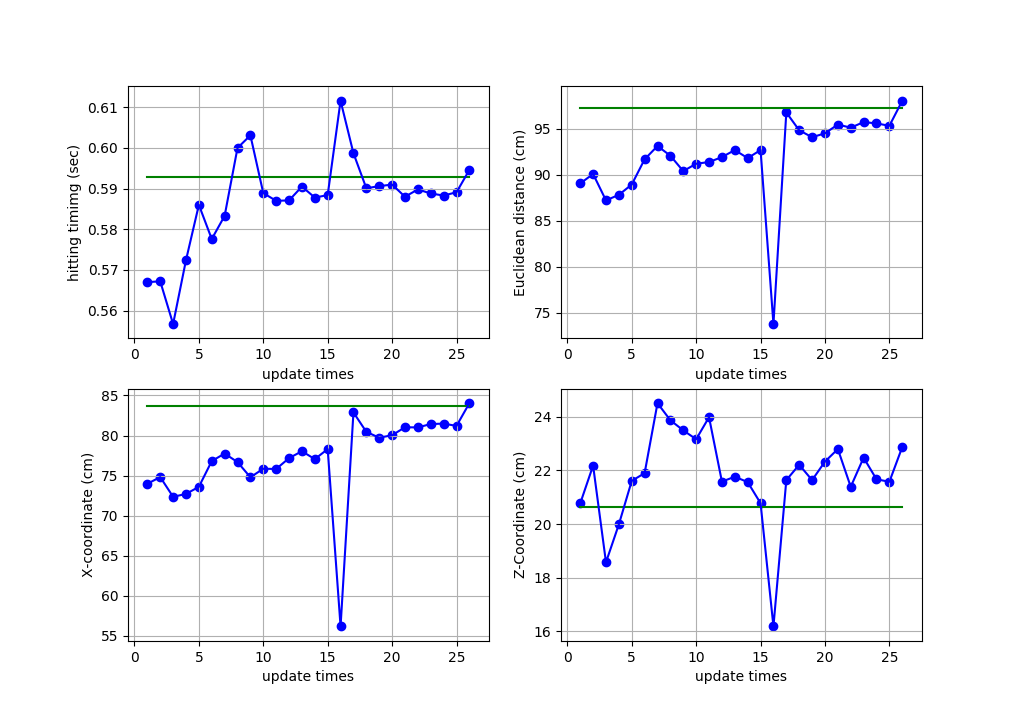 0.61
0.60
0.59
0.58
0.57
0.56
hitting timimg (sec)
0 5 10 15 20 25
update times
95
90
85
80
75
Euclidean distance (cm)
0 5 10 15 20 25
update times
85
80
75
70
65
60
55
X-coordinate (cm)
0 5 10 15 20 25
update times
24
22
20
18
16
Z-Coordinate (cm)
0 5 10 15 20 25
update times